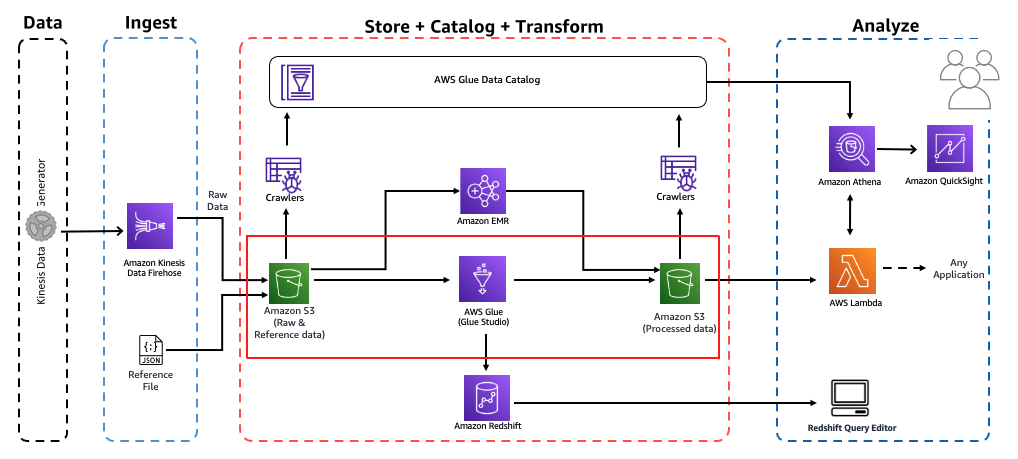 Data
Ingest
Store + Catalog + Transform
Analyze
AWS Glue Data Catalog
Kinesis Data
Generator
Raw
Data
Amazon Kinesis
Data Firehose
{;}
JSON
Reference
File
Crawlers
Crawlers
Amazon EMR
Amazon S3
(Raw &
Reference data)
AWS Glue
(Glue Studio)
Amazon S3
(Processed data)
Amazon Redshift
Amazon Athena
Amazon QuickSight
AWS Lambda
Any
Application
Redshift Query Editor